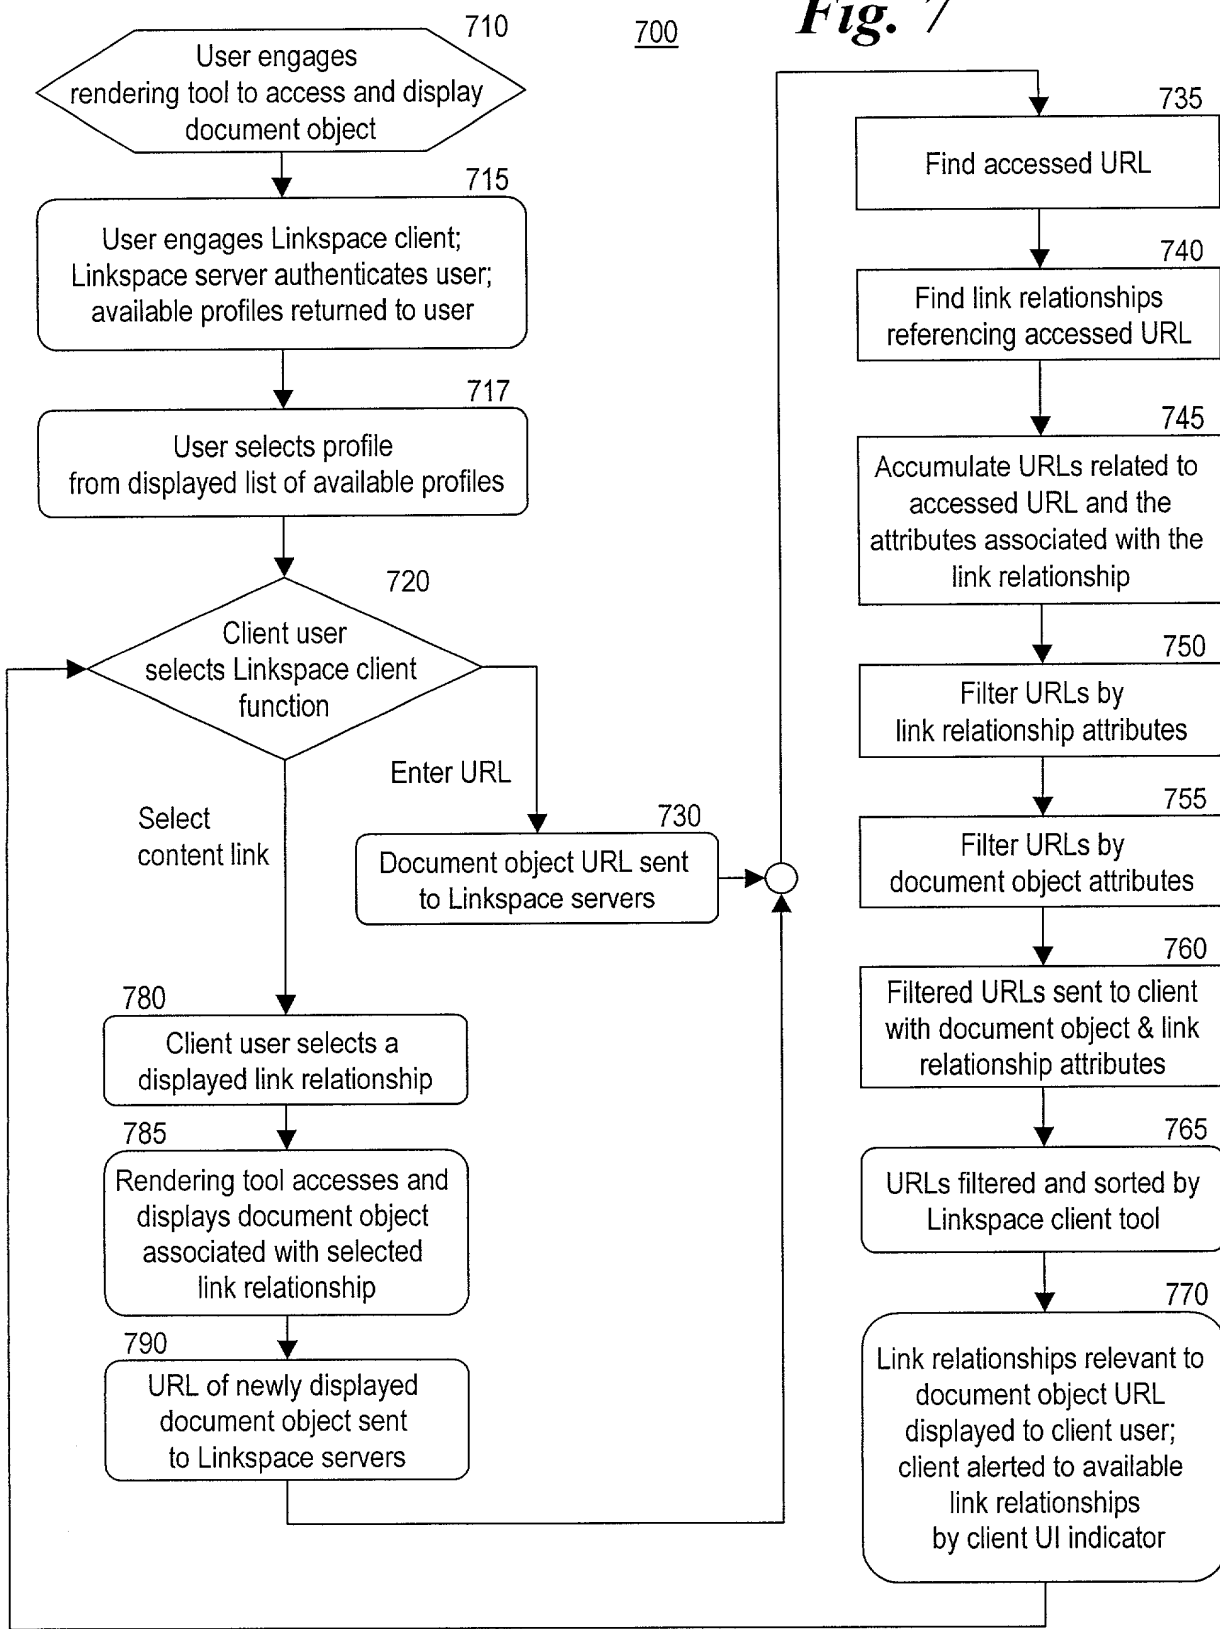 Fig. 7
700
710
User engages
rendering tool to access and display
document object
715
User engages Linkspace client;
Linkspace server authenticates user;
available profiles returned to user
717
User selects profile
from displayed list of available profiles
720
Client user
selects Linkspace client
function
Enter URL
Select
content link
730
Document object URL sent
to Linkspace servers
780
Client user selects a
displayed link relationship
785
Rendering tool accesses and
displays document object
associated with selected
link relationship
790
URL of newly displayed
document object sent
to Linkspace servers
735
Find accessed URL
740
Find link relationships
referencing accessed URL
745
Accumulate URLs related to
accessed URL and the
attributes associated with the
link relationship
750
Filter URLs by
link relationship attributes
755
Filter URLs by
document object attributes
760
Filtered URLs sent to client
with document object & link
relationship attributes
765
URLs filtered and sorted by
Linkspace client tool
770
Link relationships relevant to
document object URL
displayed to client user;
client alerted to available
link relationships
by client UI indicator